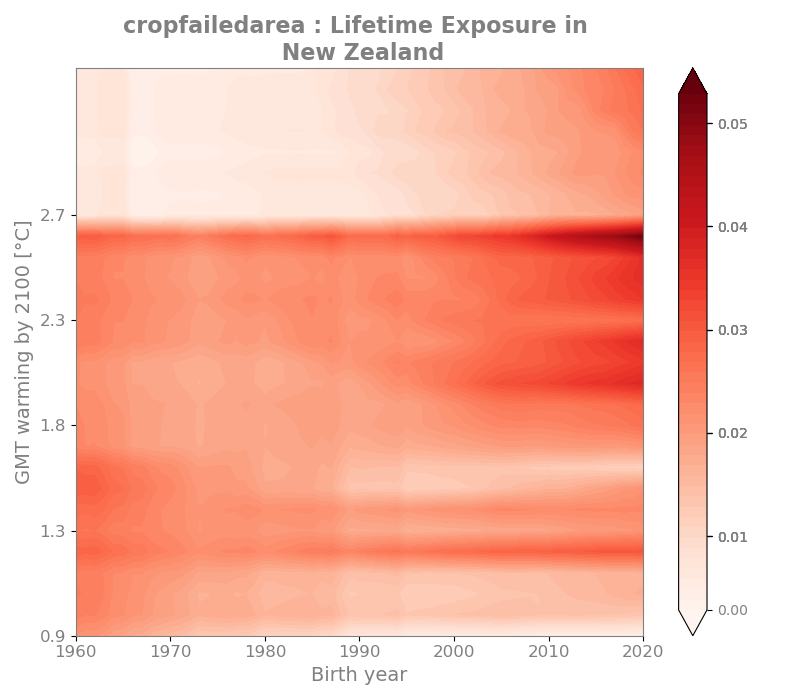 cropfailedarea : Lifetime Exposure in
New Zealand
GMT warming by 2100 [°C]
2.7
2.3
1.8
1.3
0.9
1960 1970 1980 1990 2000 2010 2020
Birth year
0.05
0.04
0.03
0.02
0.01
0.00